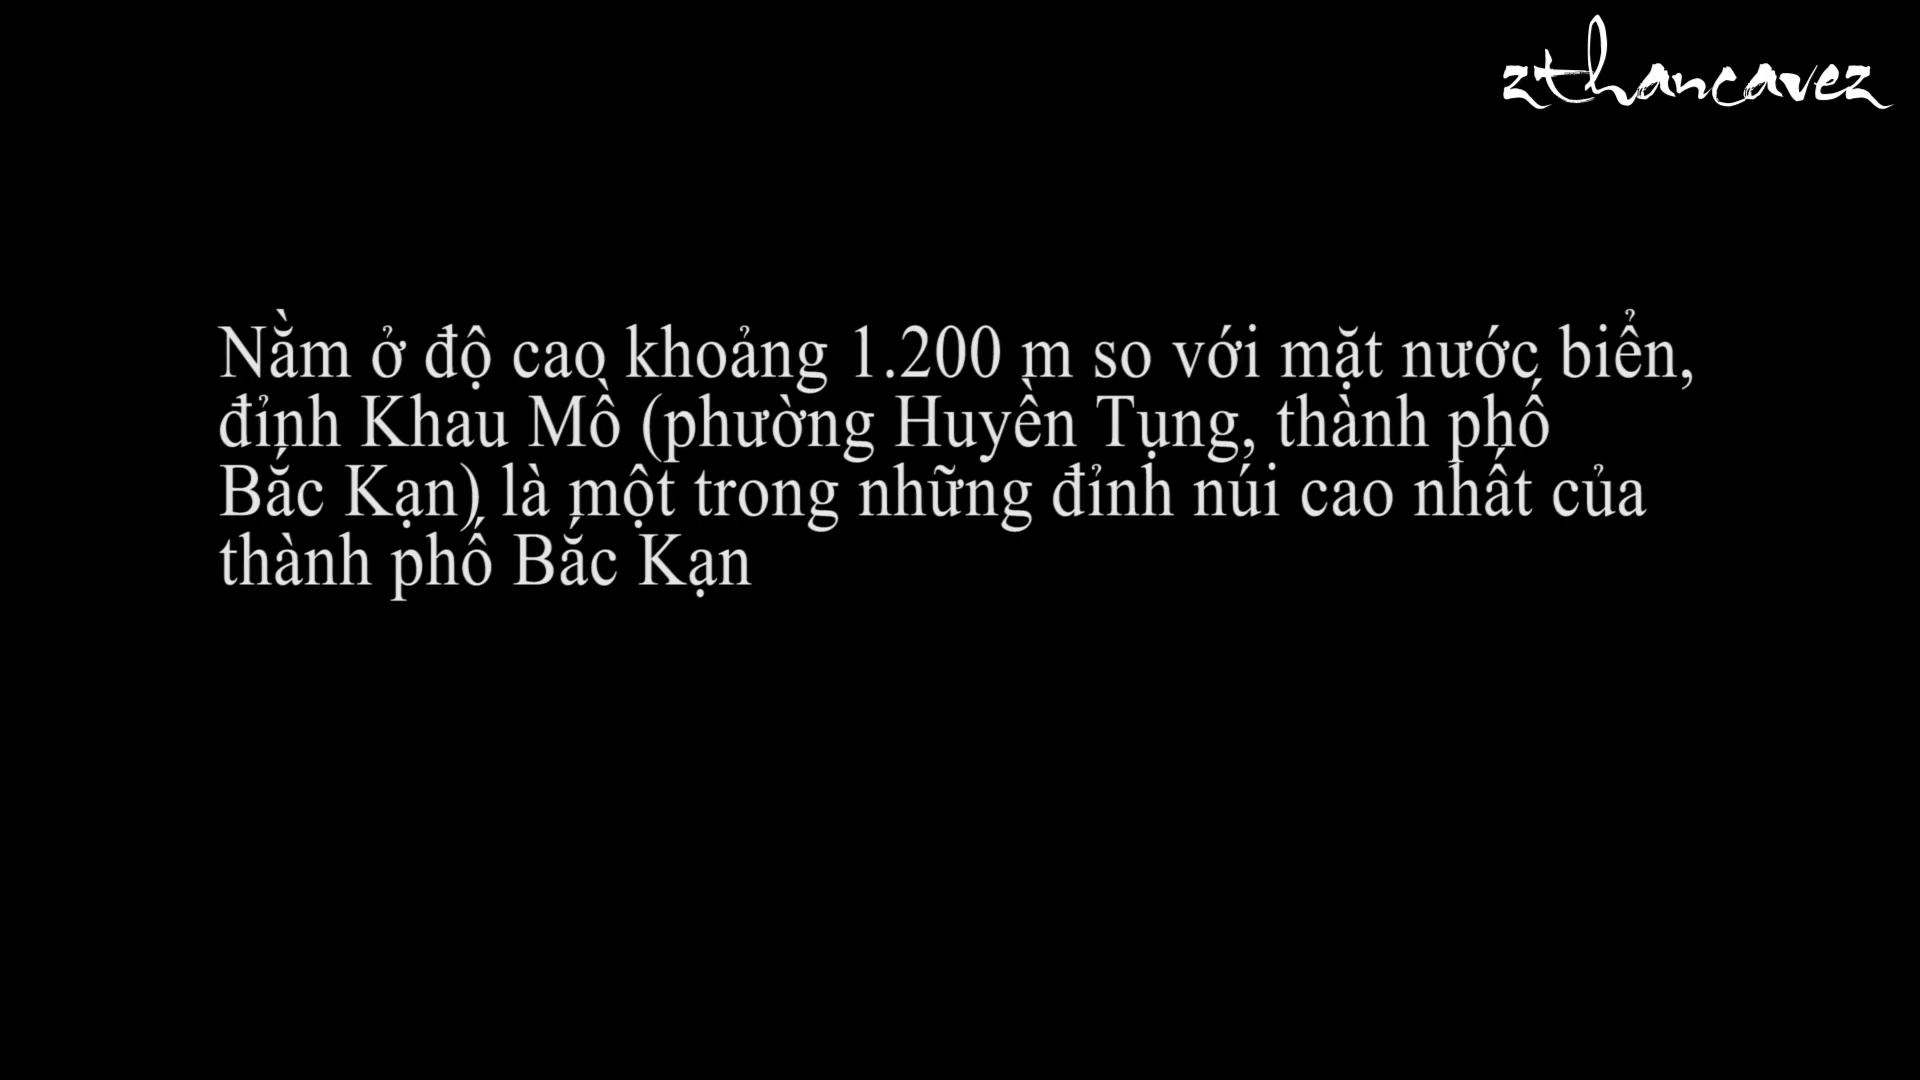 zthancavez
Nằm ở độ cao khoảng 1.200 m so với mặt nước biển,
đỉnh Khau Mồ (phường Huyền Tụng, thành phố
Bắc Kạn) là một trong những đỉnh núi cao nhất của
thành phố Bắc Kạn